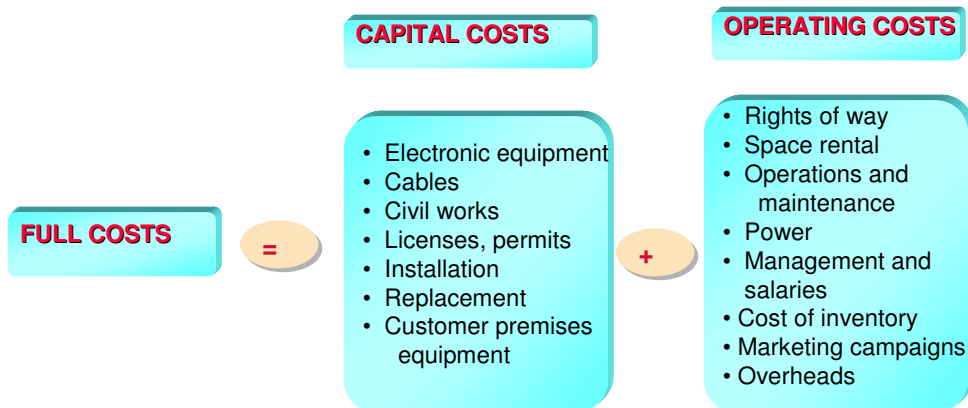 CAPITAL COSTS
OPERATING COSTS
FULL COSTS
=
• Electronic equipment
• Cables
• Civil works
• Licenses, permits
• Installation
• Replacement
• Customer premises
equipment
+
• Rights of way
• Space rental
• Operations and
maintenance
• Power
• Management and
salaries
• Cost of inventory
• Marketing campaigns
• Overheads